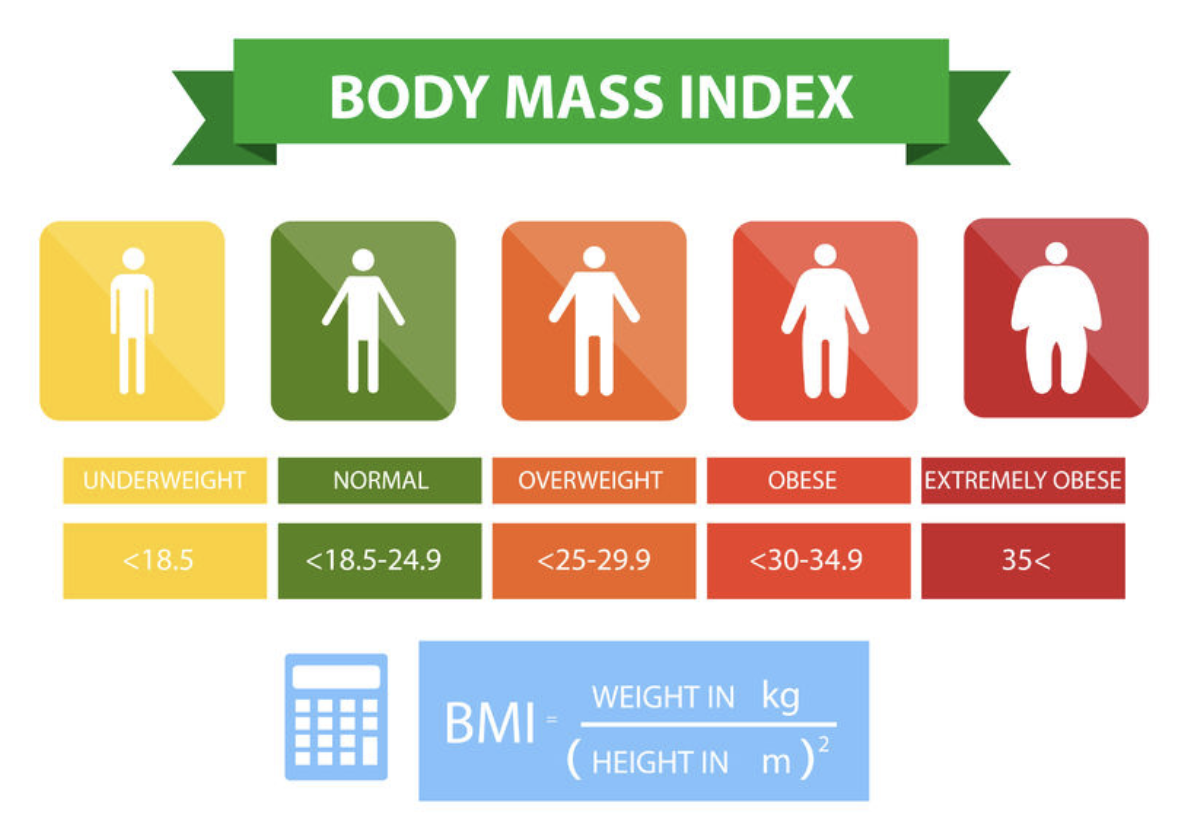 BODY MASS INDEX
UNDERWEIGHT NORMAL OVERWEIGHT OBESE EXTREMELY OBESE
<18.5 <18.5-24.9 <25-29.9 <30-34.9 35<
WEIGHT IN kg
BMI =
(HEIGHT IN m)²